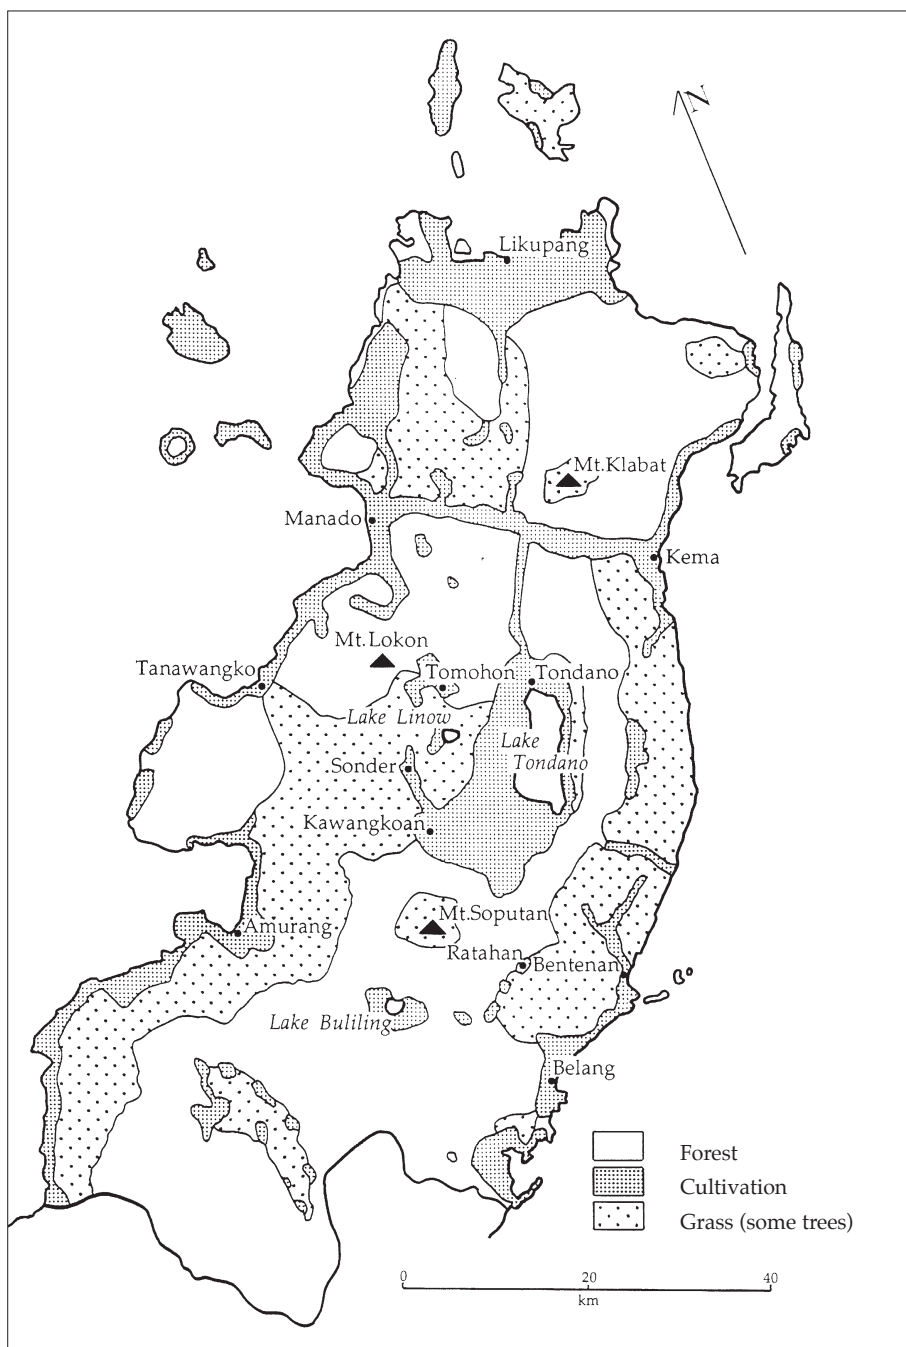 N
Likupang
Mt.Klabat
Manado
Kema
Mt.Lokon
Tanawangko
Tomohon
Tondano
Lake Linow
Lake
Tondano
Sonder
Kawangkoan
Mt.Soputan
Amurang
Ratahan
Bentenan
Lake Buliling
Belang
Forest
Cultivation
Grass (some trees)
0 20 40
km